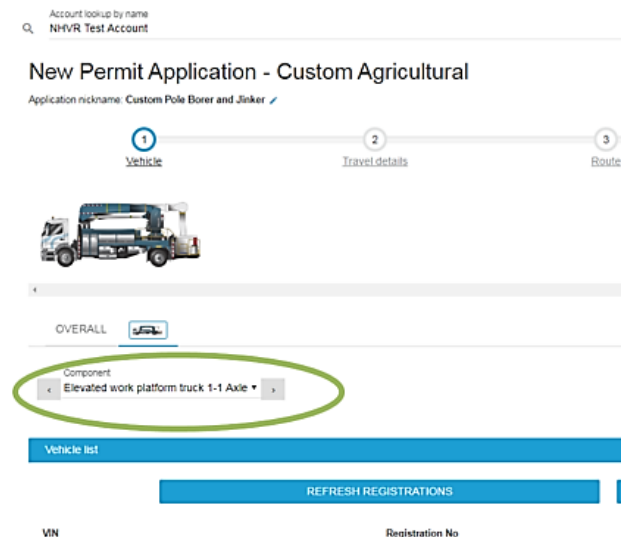 Account lookup by name
NHVR Test Account
New Permit Application - Custom Agricultural
Application nickname: Custom Pole Borer and Jinker
1
2
3
Vehicle
Travel details
Route
OVERALL
Component
Elevated work platform truck 1-1 Axle
Vehicle list
REFRESH REGISTRATIONS
VIN
Registration No